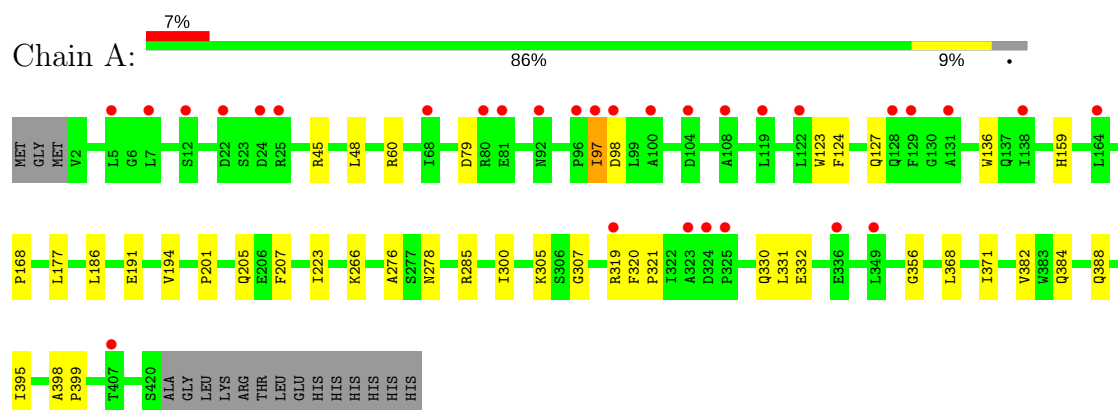 7%
Chain A:
86% 9% •
MET GLY MET V2 L5 G6 L7 S12 D22 S23 D24 R25 R45 L48 R60 I68 D79 R80 E81 N92 P96 I97 D98 L99 A100 D104 A108 L119 L122 W123 F124 Q127 Q128 F129 G130 A131 W136 Q137 I138 H159 L164
P168 L177 L186 E191 V194 P201 Q205 E206 F207 I223 K266 A276 S277 N278 R285 I300 K305 S306 G307 R319 F320 P321 I322 A323 D324 P325 Q330 L331 E332 E336 L349 G356 L368 I371 V382 W383 Q384 Q388
I395 A398 P399 T407 S420 ALA GLY LEU LYS ARG THR LEU GLU HIS HIS HIS HIS HIS HIS